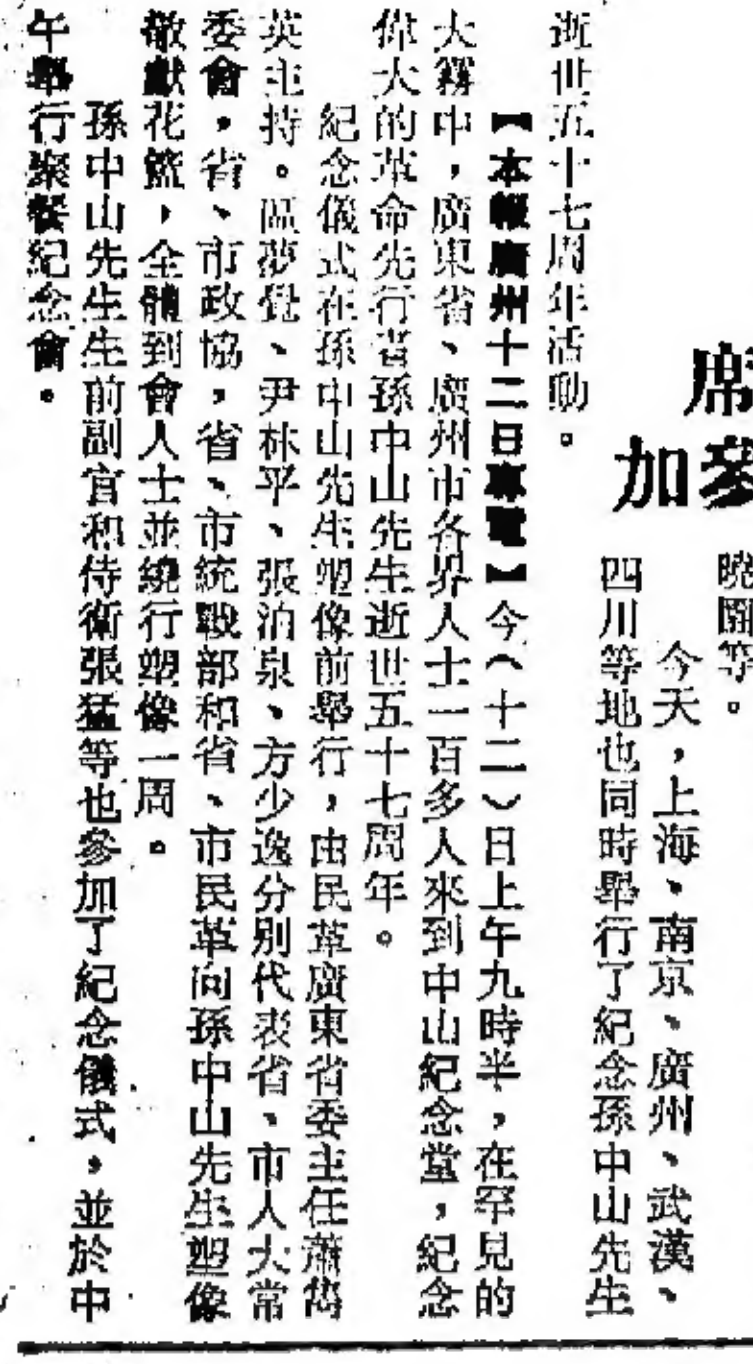 席
參加
曉園等。
今天，上海、南京、廣州、武漢、
四川等地也同時舉行了紀念孫中山先生
逝世五十七周年活動。
【本報廣州十二日專電】今（十二）日上午九時半，在罕見的
大霧中，廣東省、廣州市各界人士一百多人來到中山紀念堂，紀念
偉大的革命先行者孫中山先生逝世五十七周年。
紀念儀式在孫中山先生塑像前舉行，由民革廣東省委主任蕭雋
英主持。區夢覺、尹林平、張泊泉、方少逸分別代表省、市人大常
委會，省、市政協，省、市統戰部和省、市民革向孫中山先生塑像
敬獻花籃，全體到會人士並繞行塑像一周。
孫中山先生生前副官和侍衛張猛等也參加了紀念儀式，並於中
午舉行聚餐紀念會。